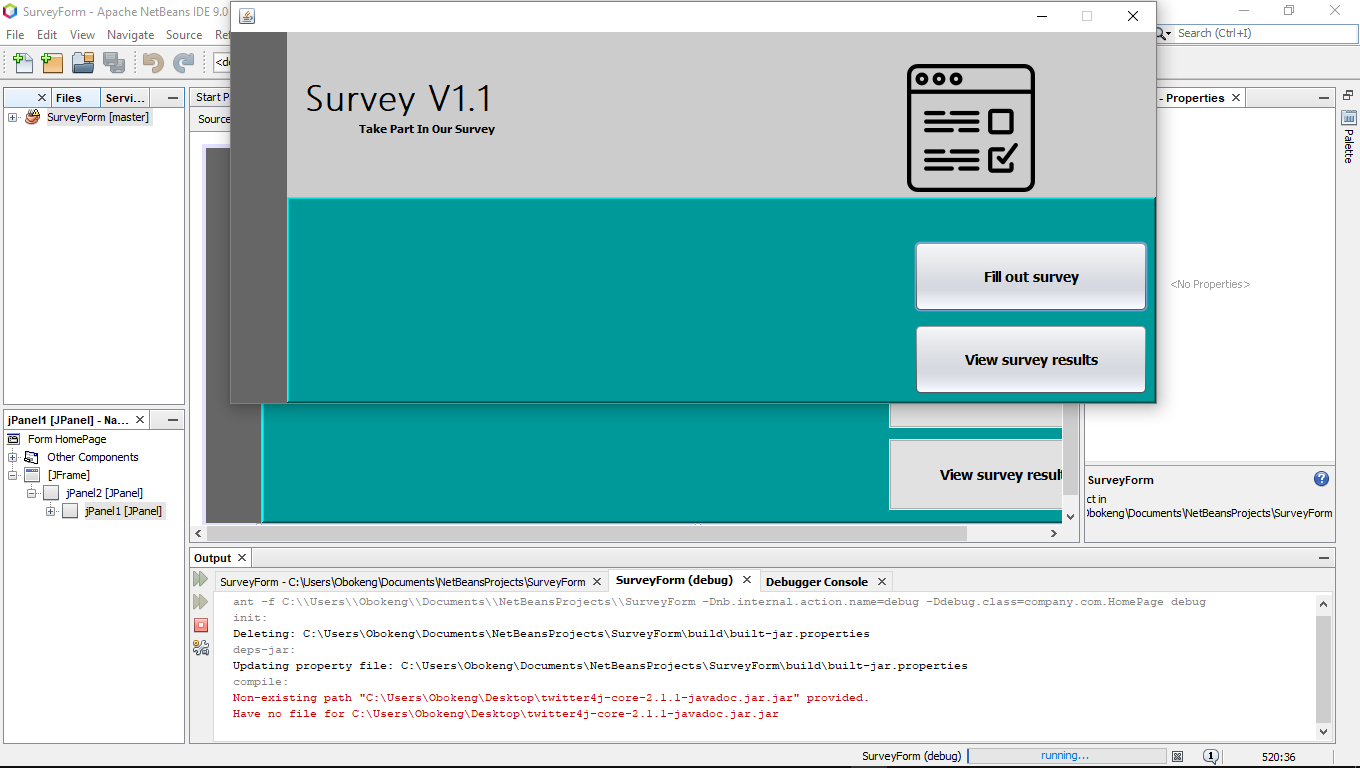 SurveyForm - Apache NetBeans IDE 9.0
File Edit View Navigate Source Ref
Search (Ctrl+I)
<de
Files Servi...
Start P
- Properties
SurveyForm [master]
Source
Palette
Survey V1.1
Take Part In Our Survey
Fill out survey
View survey results
<No Properties>
jPanel1 [JPanel] - Na...
Form HomePage
Other Components
[JFrame]
jPanel2 [JPanel]
jPanel1 [JPanel]
View survey result
SurveyForm
ct in
Obokeng\Documents\NetBeansProjects\SurveyForm
Output
SurveyForm - C:\Users\Obokeng\Documents\NetBeansProjects\SurveyForm
SurveyForm (debug)
Debugger Console
ant -f C:\\Users\\Obokeng\\Documents\\NetBeansProjects\\SurveyForm -Dnb.internal.action.name=debug -Ddebug.class=company.com.HomePage debug
init:
Deleting: C:\Users\Obokeng\Documents\NetBeansProjects\SurveyForm\build\built-jar.properties
deps-jar:
Updating property file: C:\Users\Obokeng\Documents\NetBeansProjects\SurveyForm\build\built-jar.properties
compile:
Non-existing path "C:\Users\Obokeng\Desktop\twitter4j-core-2.1.1-javadoc.jar.jar" provided.
Have no file for C:\Users\Obokeng\Desktop\twitter4j-core-2.1.1-javadoc.jar.jar
SurveyForm (debug)
running...
1
520:36